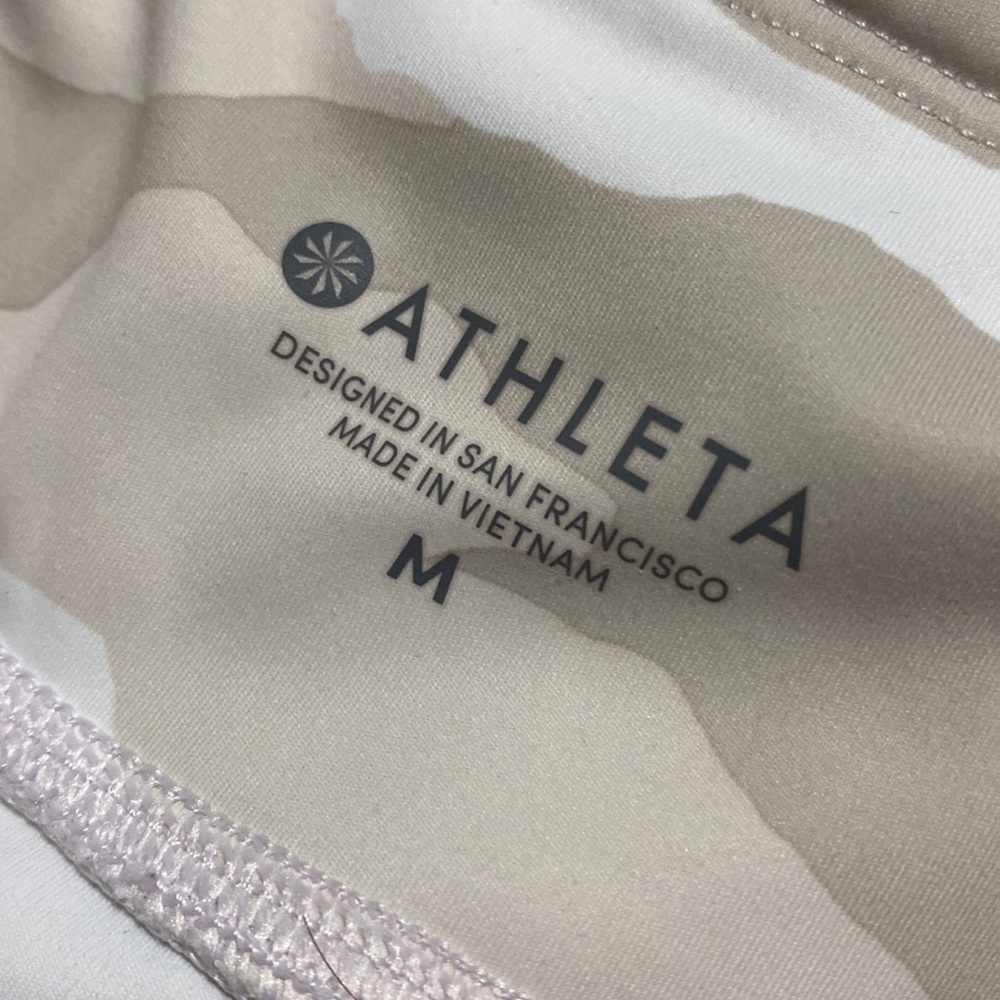 ATHLETA
DESIGNED IN SAN FRANCISCO
MADE IN VIETNAM
M